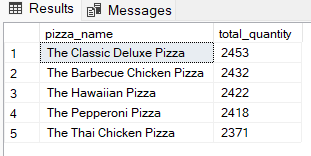 Results Messages
pizza_name total_quantity
1 The Classic Deluxe Pizza 2453
2 The Barbecue Chicken Pizza 2432
3 The Hawaiian Pizza 2422
4 The Pepperoni Pizza 2418
5 The Thai Chicken Pizza 2371